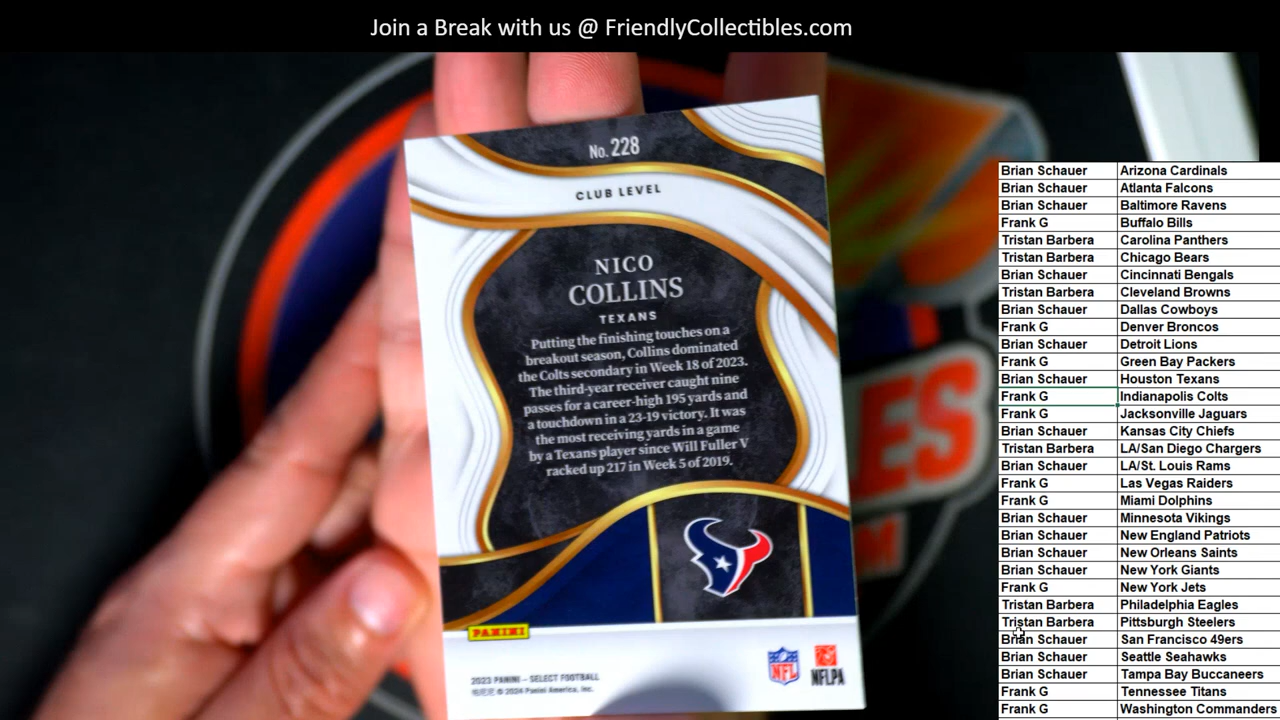 Join a Break with us @ FriendlyCollectibles.com
No. 228
CLUB LEVEL
NICO
COLLINS
TEXANS
Putting the finishing touches on a
breakout season, Collins dominated
the Colts secondary in Week 18 of 2023.
The third-year receiver caught nine
passes for a career-high 195 yards and
a touchdown in a 23-19 victory. It was
the most receiving yards in a game
by a Texans player since Will Fuller V
racked up 217 in Week 5 of 2019.
PANINI
2023 PANINI – SELECT FOOTBALL
© 2024 Panini America, Inc.
NFL
NFLPA
Brian Schauer Arizona Cardinals
Brian Schauer Atlanta Falcons
Brian Schauer Baltimore Ravens
Frank G Buffalo Bills
Tristan Barbera Carolina Panthers
Tristan Barbera Chicago Bears
Brian Schauer Cincinnati Bengals
Tristan Barbera Cleveland Browns
Brian Schauer Dallas Cowboys
Frank G Denver Broncos
Brian Schauer Detroit Lions
Frank G Green Bay Packers
Brian Schauer Houston Texans
Frank G Indianapolis Colts
Frank G Jacksonville Jaguars
Brian Schauer Kansas City Chiefs
Tristan Barbera LA/San Diego Chargers
Brian Schauer LA/St. Louis Rams
Frank G Las Vegas Raiders
Frank G Miami Dolphins
Brian Schauer Minnesota Vikings
Brian Schauer New England Patriots
Brian Schauer New Orleans Saints
Brian Schauer New York Giants
Frank G New York Jets
Tristan Barbera Philadelphia Eagles
Tristan Barbera Pittsburgh Steelers
Brian Schauer San Francisco 49ers
Brian Schauer Seattle Seahawks
Brian Schauer Tampa Bay Buccaneers
Frank G Tennessee Titans
Frank G Washington Commanders